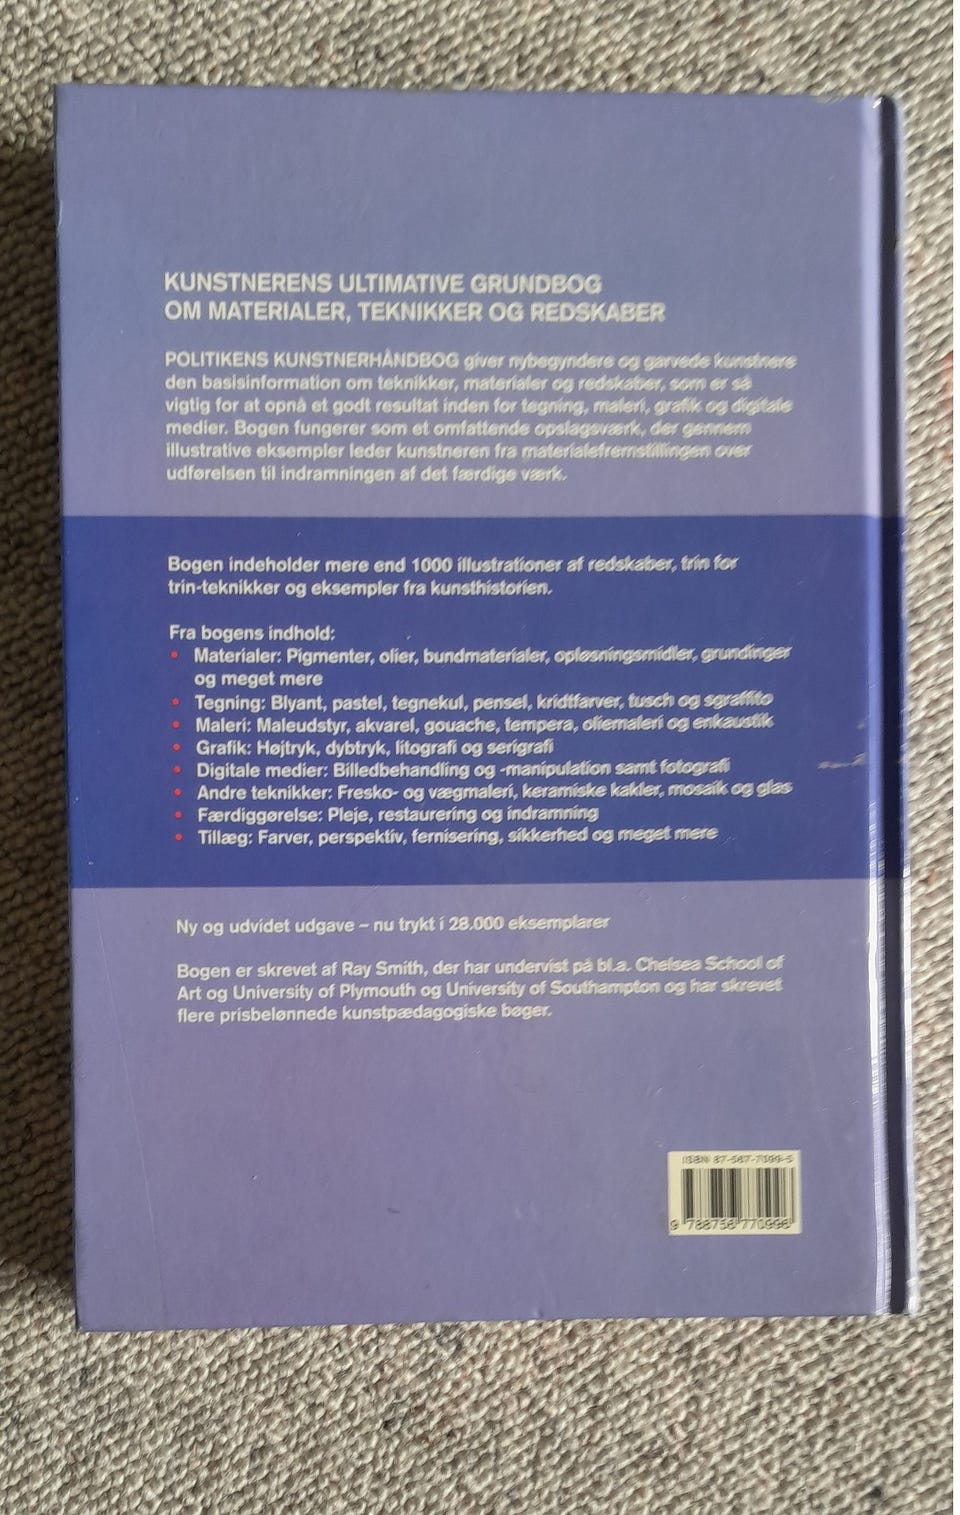 KUNSTNERENS ULTIMATIVE GRUNDBOG
OM MATERIALER, TEKNIKKER OG REDSKABER
POLITIKENS KUNSTNERHÅNDBOG giver nybegyndere og garvede kunstnere
den basisinformation om teknikker, materialer og redskaber, som er så
vigtig for at opnå et godt resultat inden for tegning, maleri, grafik og digitale
medier. Bogen fungerer som et omfattende opslagsværk, der gennem
illustrative eksempler leder kunstneren fra materialefremstillingen over
udførelsen til indramningen af det færdige værk.
Bogen indeholder mere end 1000 illustrationer af redskaber, trin for
trin-teknikker og eksempler fra kunsthistorien.
Fra bogens indhold:
• Materialer: Pigmenter, olier, bundmaterialer, opløsningsmidler, grundinger
og meget mere
• Tegning: Blyant, pastel, tegnekul, pensel, kridtfarver, tusch og sgraffito
• Maleri: Maleudstyr, akvarel, gouache, tempera, oliemaleri og enkaustik
• Grafik: Højtryk, dybtryk, litografi og serigrafi
• Digitale medier: Billedbehandling og -manipulation samt fotografi
• Andre teknikker: Fresko- og vægmaleri, keramiske kakler, mosaik og glas
• Færdiggørelse: Pleje, restaurering og indramning
• Tillæg: Farver, perspektiv, fernisering, sikkerhed og meget mere
Ny og udvidet udgave – nu trykt i 28.000 eksemplarer
Bogen er skrevet af Ray Smith, der har undervist på bl.a. Chelsea School of
Art og University of Plymouth og University of Southampton og har skrevet
flere prisbelønnede kunstpædagogiske bøger.
ISBN 87-567-7099-5
9 788756 770996